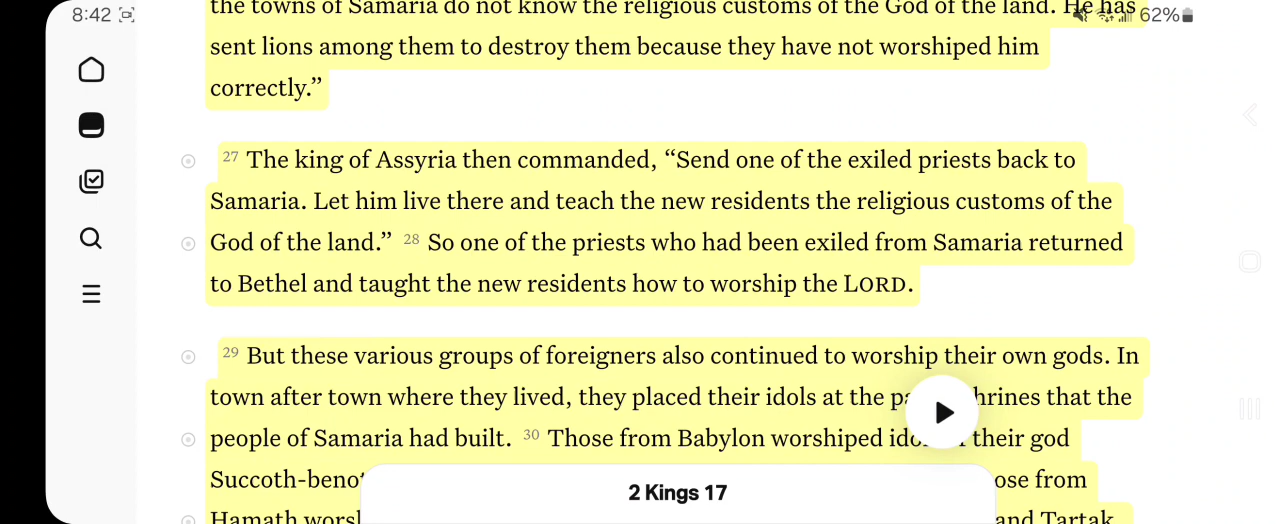 8:42
62%
the towns of Samaria do not know the religious customs of the God of the land. He has
sent lions among them to destroy them because they have not worshiped him
correctly.”
27 The king of Assyria then commanded, “Send one of the exiled priests back to
Samaria. Let him live there and teach the new residents the religious customs of the
God of the land.” 28 So one of the priests who had been exiled from Samaria returned
to Bethel and taught the new residents how to worship the LORD.
29 But these various groups of foreigners also continued to worship their own gods. In
town after town where they lived, they placed their idols at the hrines that the
people of Samaria had built. 30 Those from Babylon worshiped their god
Succoth-beno ose from
Hamath and Tartak
2 Kings 17